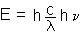 E = h c/λ h ν